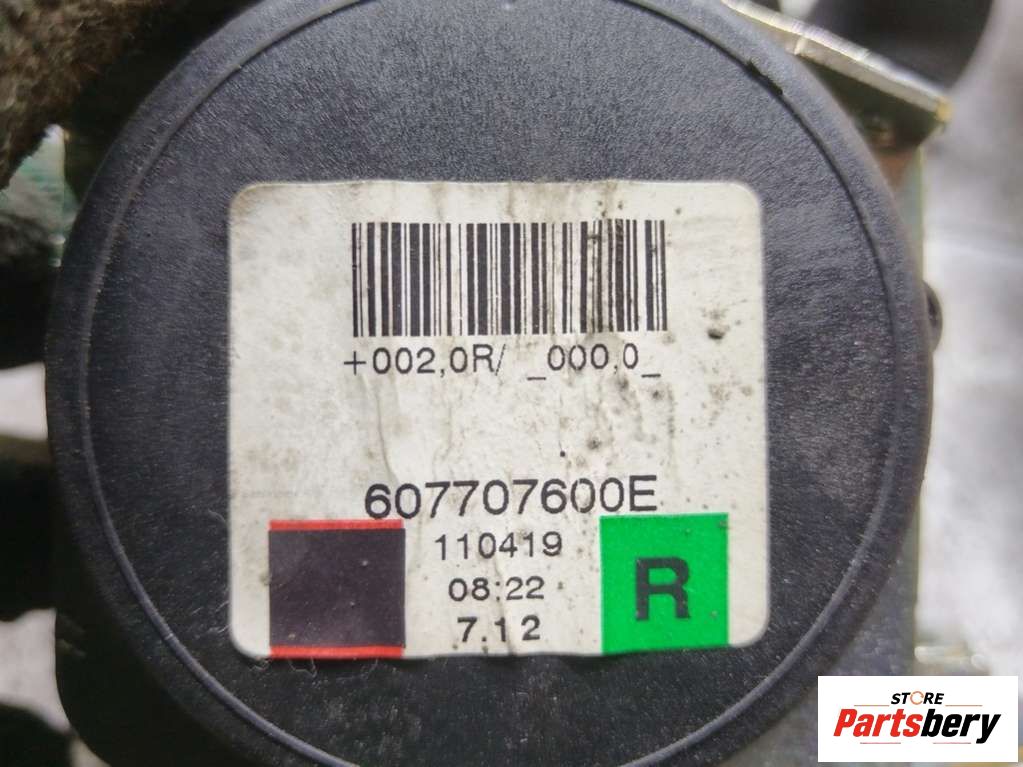 +002,0R/ _000,0_
607707600E
110419
08:22
7.12
R
STORE
Partsbery